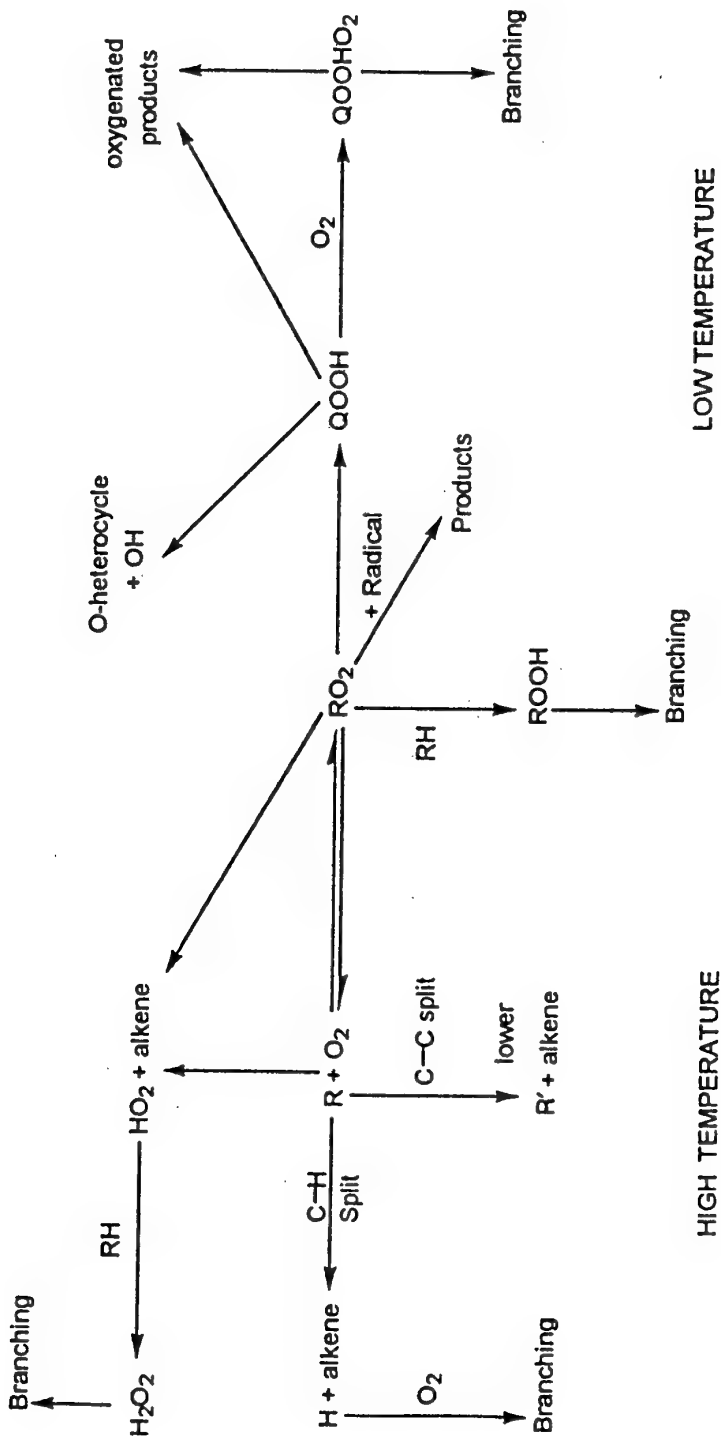 Branching
H₂O₂
RH
HO₂ + alkene
O-heterocycle
+ OH
oxygenated
products
H + alkene
C–H
Split
R + O₂
RO₂
QOOH
O₂
QOOHO₂
O₂
Branching
C–C split
lower
R′ + alkene
RH
ROOH
Branching
+ Radical
Products
Branching
HIGH TEMPERATURE
LOW TEMPERATURE